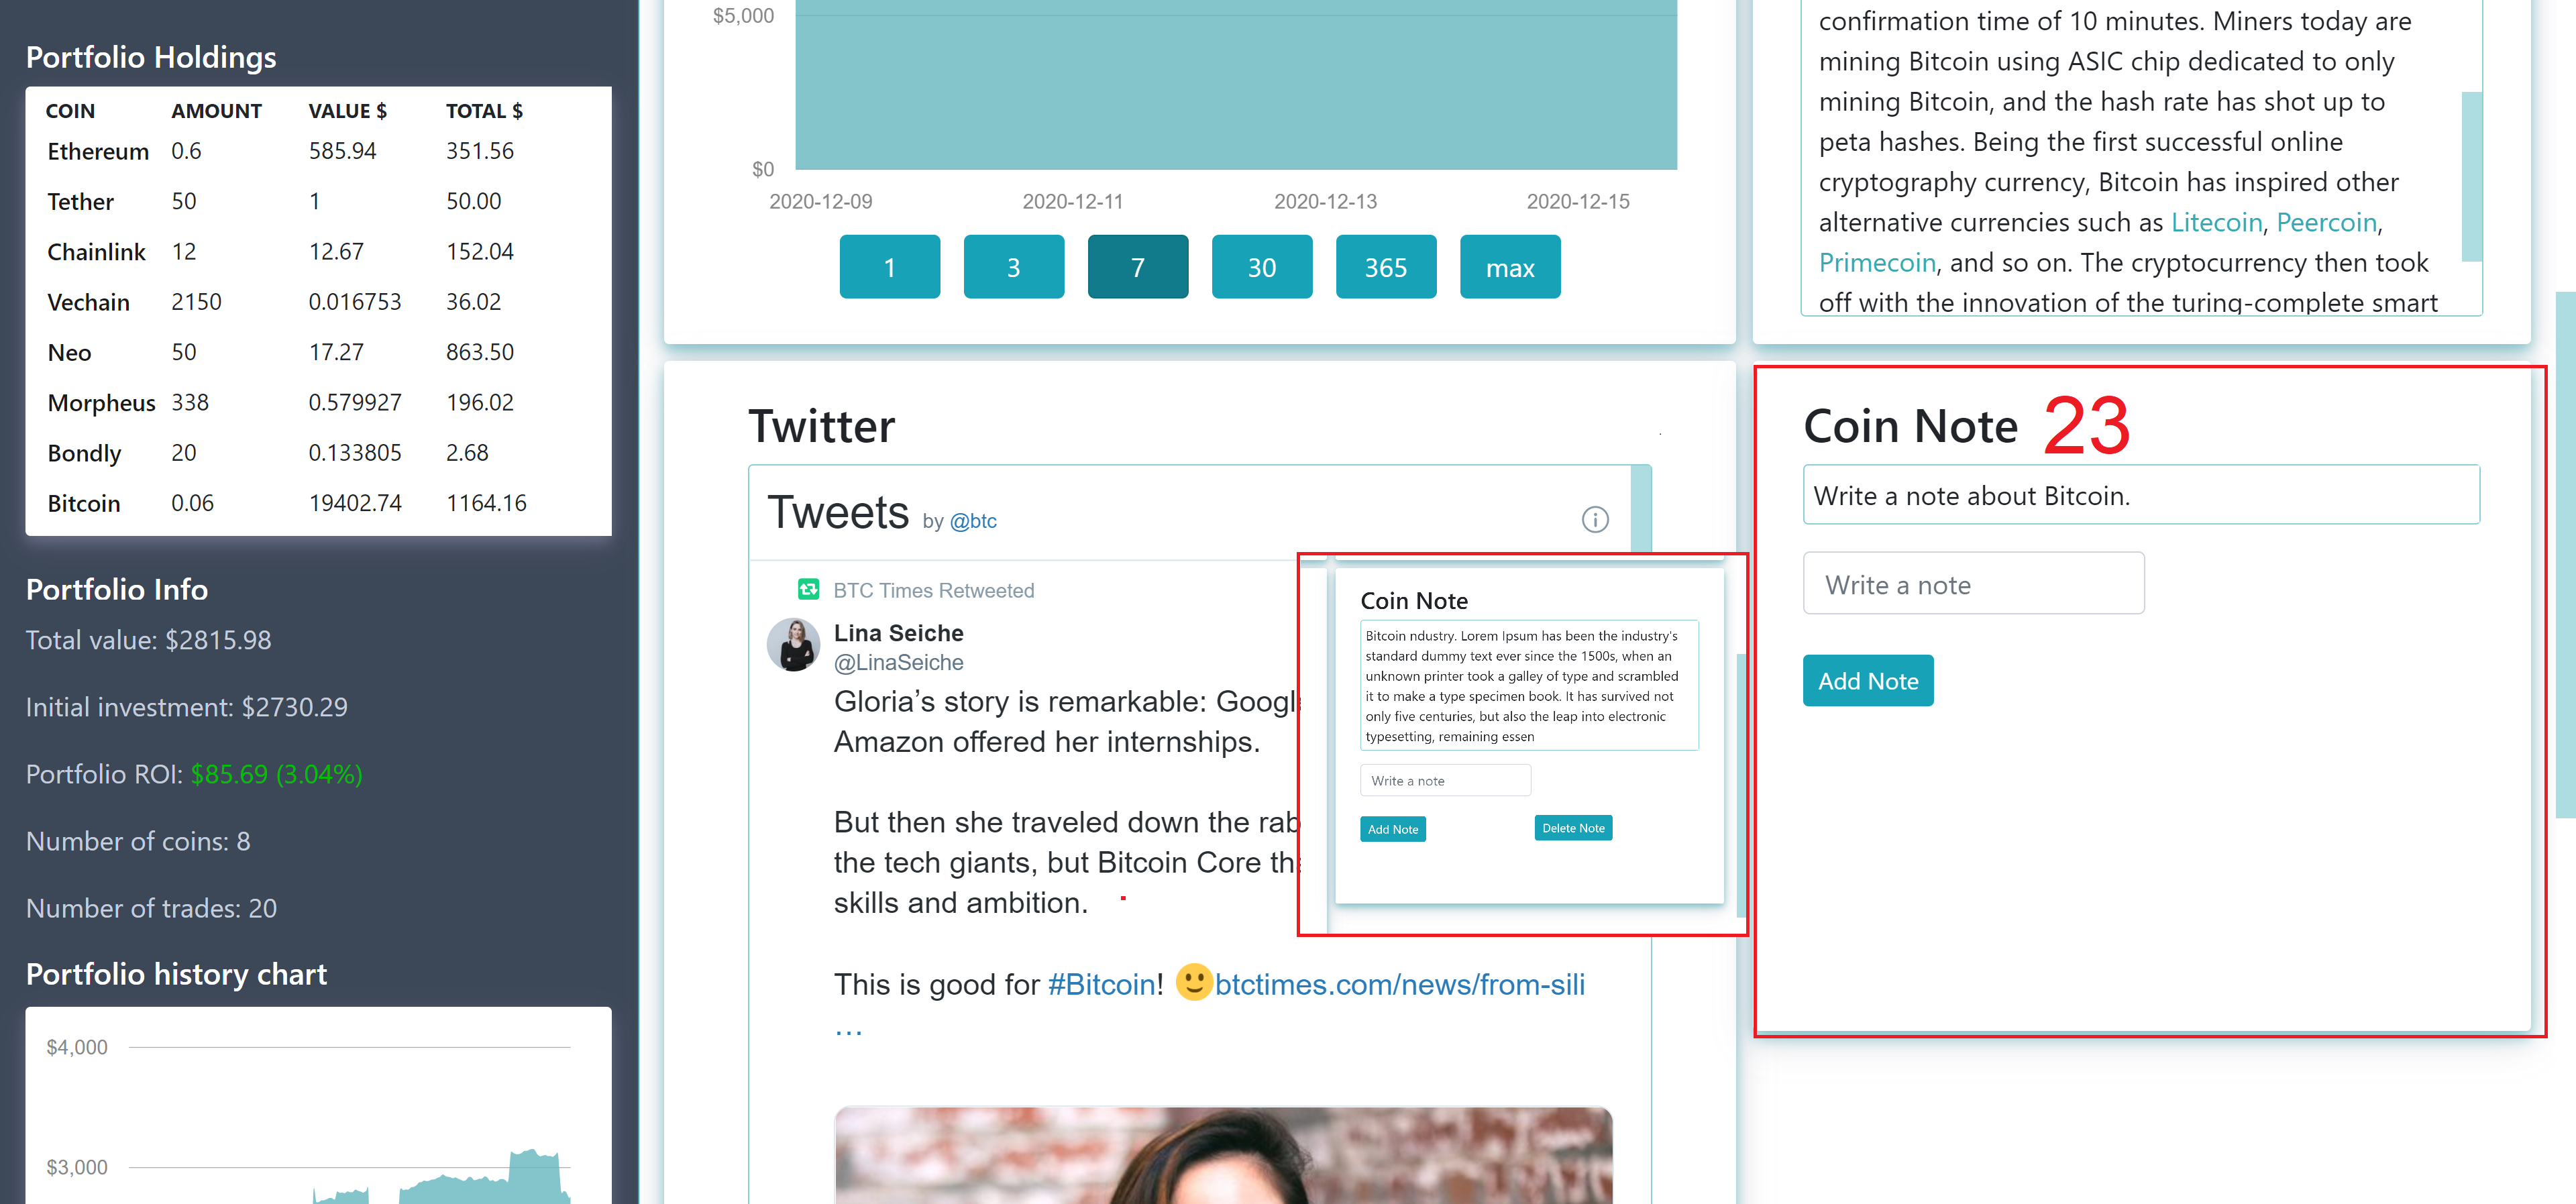 Portfolio Holdings
COIN AMOUNT VALUE $ TOTAL $
Ethereum 0.6 585.94 351.56
Tether 50 1 50.00
Chainlink 12 12.67 152.04
Vechain 2150 0.016753 36.02
Neo 50 17.27 863.50
Morpheus 338 0.579927 196.02
Bondly 20 0.133805 2.68
Bitcoin 0.06 19402.74 1164.16
Portfolio Info
Total value: $2815.98
Initial investment: $2730.29
Portfolio ROI: $85.69 (3.04%)
Number of coins: 8
Number of trades: 20
Portfolio history chart
$4,000
$3,000
$5,000
$0
2020-12-09 2020-12-11 2020-12-13 2020-12-15
1 3 7 30 365 max
confirmation time of 10 minutes. Miners today are
mining Bitcoin using ASIC chip dedicated to only
mining Bitcoin, and the hash rate has shot up to
peta hashes. Being the first successful online
cryptography currency, Bitcoin has inspired other
alternative currencies such as Litecoin, Peercoin,
Primecoin, and so on. The cryptocurrency then took
off with the innovation of the turing-complete smart
Twitter
Tweets by @btc
BTC Times Retweeted
Lina Seiche
@LinaSeiche
Gloria’s story is remarkable: Googl
Amazon offered her internships.
But then she traveled down the rab
the tech giants, but Bitcoin Core th
skills and ambition.
This is good for #Bitcoin! 🙂btctimes.com/news/from-sili
…
Coin Note
Bitcoin ndustry. Lorem Ipsum has been the industry's
standard dummy text ever since the 1500s, when an
unknown printer took a galley of type and scrambled
it to make a type specimen book. It has survived not
only five centuries, but also the leap into electronic
typesetting, remaining essen
Write a note
Add Note Delete Note
Coin Note 23
Write a note about Bitcoin.
Write a note
Add Note